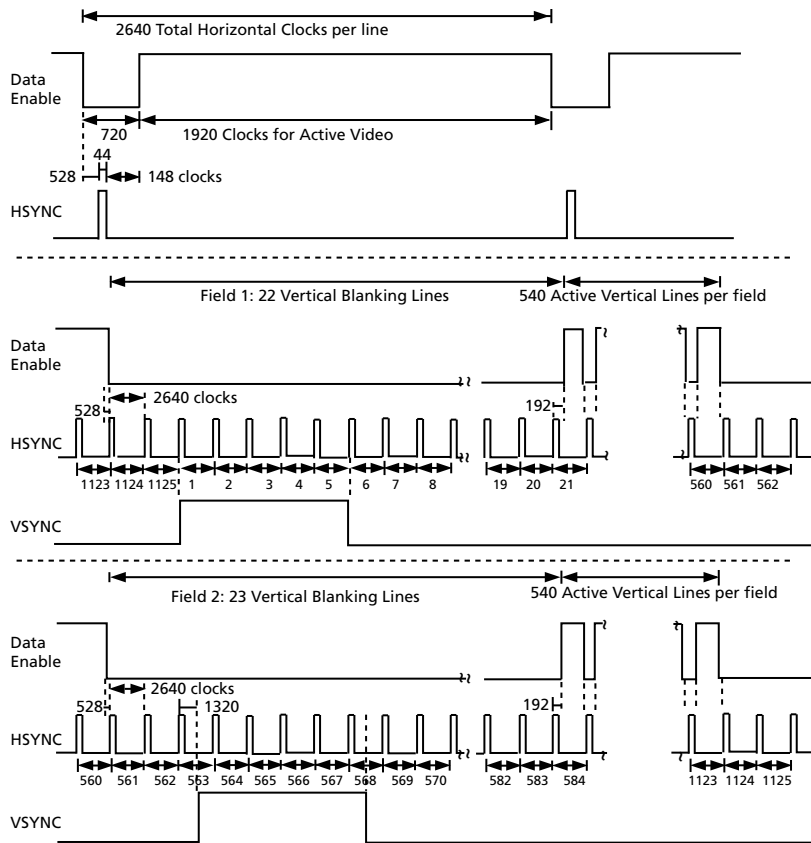 2640 Total Horizontal Clocks per line
Data
Enable
720
1920 Clocks for Active Video
44
528
148 clocks
HSYNC
Field 1: 22 Vertical Blanking Lines
540 Active Vertical Lines per field
Data
Enable
2640 clocks
528
192
HSYNC
1123 1124 1125 1 2 3 4 5 6 7 8 19 20 21 560 561 562
VSYNC
Field 2: 23 Vertical Blanking Lines
540 Active Vertical Lines per field
Data
Enable
2640 clocks
528
1320
192
HSYNC
560 561 562 563 564 565 566 567 568 569 570 582 583 584 1123 1124 1125
VSYNC